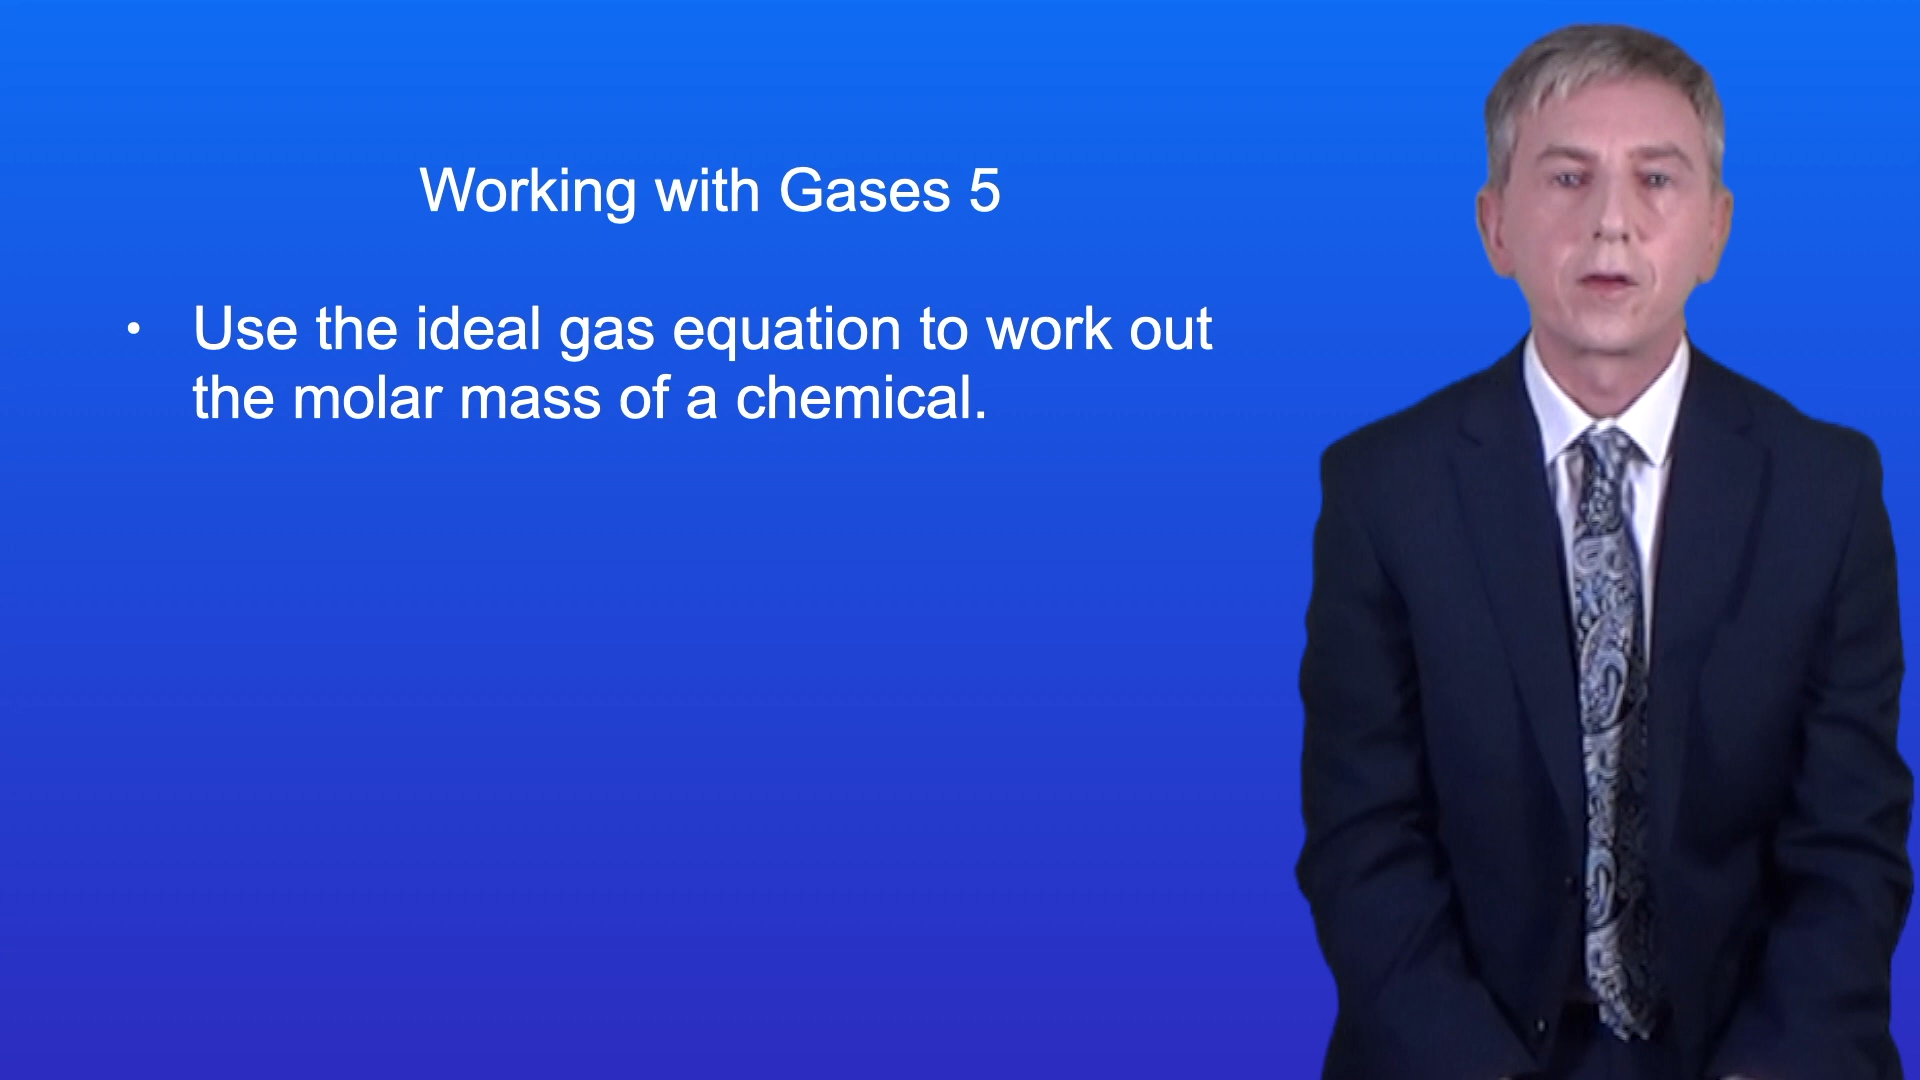 Working with Gases 5
• Use the ideal gas equation to work out
the molar mass of a chemical.